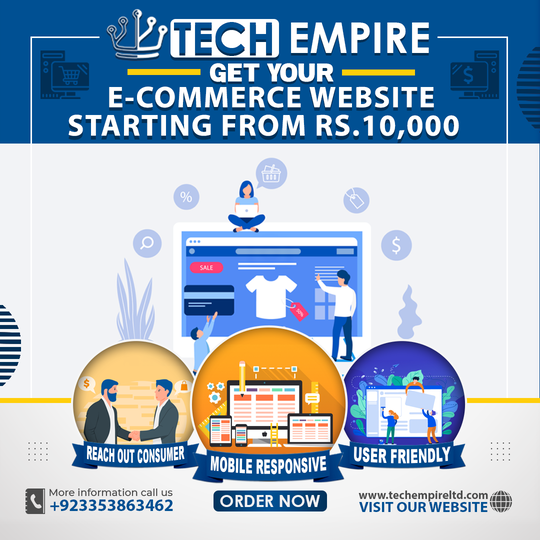 TECH EMPIRE
GET YOUR
E-COMMERCE WEBSITE
STARTING FROM RS.10,000
%
$
$
SALE
$
REACH OUT CONSUMER
MOBILE RESPONSIVE
USER FRIENDLY
More information call us
+923353863462
ORDER NOW
www.techempireltd.com
VISIT OUR WEBSITE